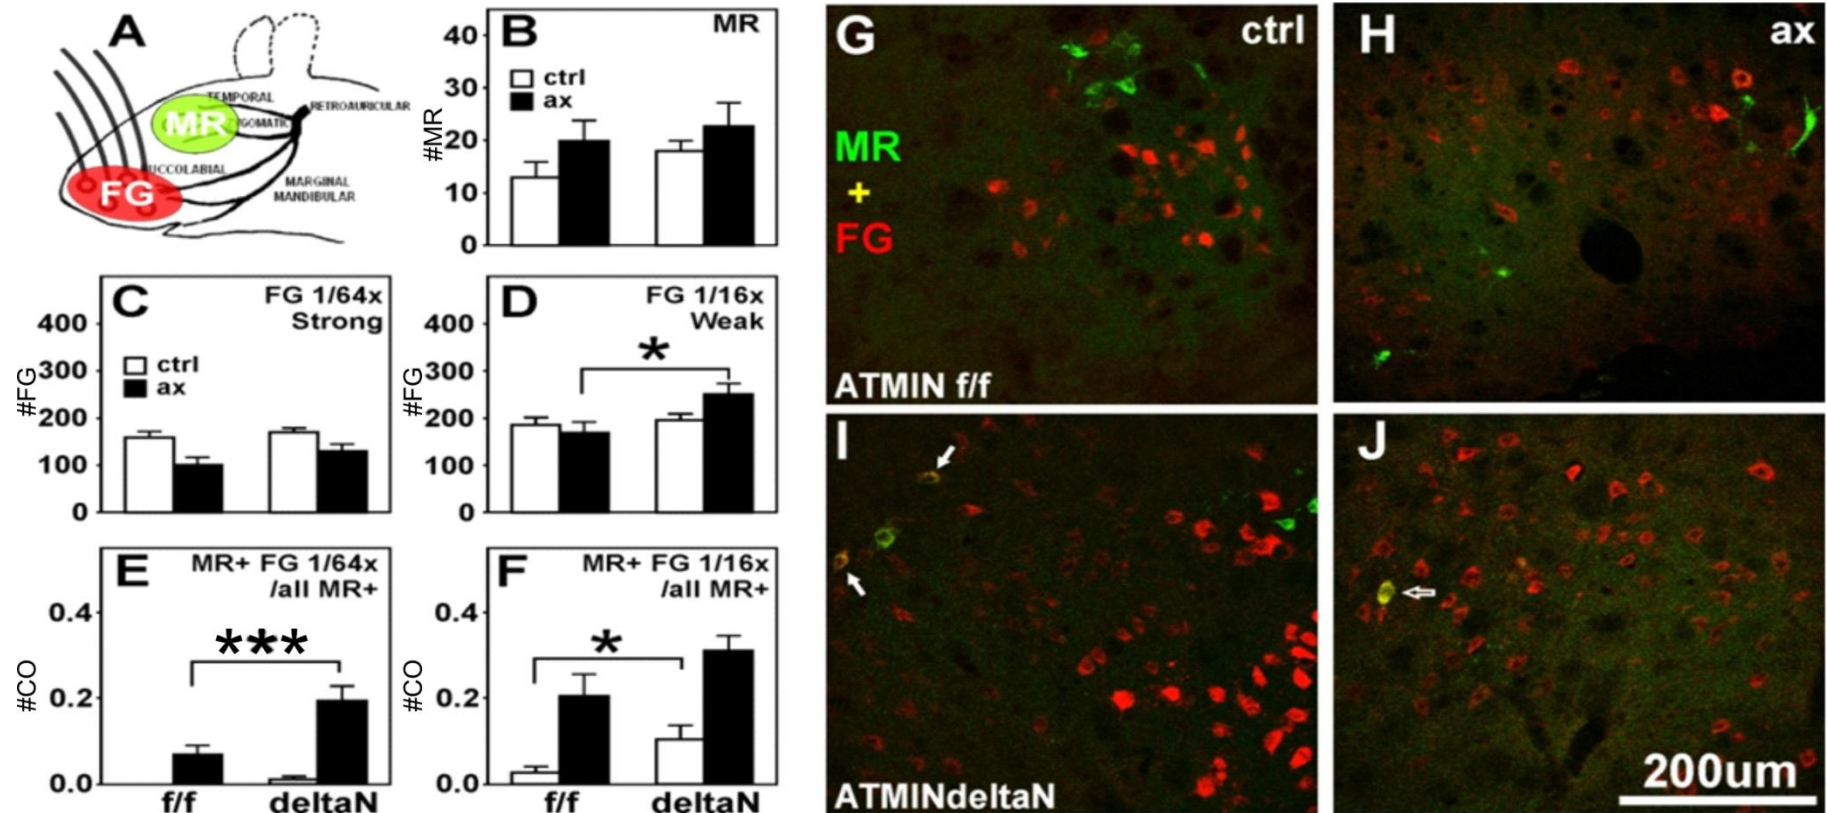 A
TEMPORAL
RETROAURICULAR
MR
ZYGOMATIC
BUCCOLABIAL
FG
MARGINAL
MANDIBULAR
B
MR
#MR
40
30
20
10
0
ctrl
ax
C
FG 1/64x
Strong
#FG
400
300
200
100
0
ctrl
ax
D
FG 1/16x
Weak
#FG
400
300
200
100
0
*
E
MR+ FG 1/64x
/all MR+
#CO
0.4
0.2
0.0
***
f/f
deltaN
F
MR+ FG 1/16x
/all MR+
#CO
0.4
0.2
0.0
*
f/f
deltaN
G
ctrl
MR
+
FG
ATMIN f/f
H
ax
I
ATMINdeltaN
J
200um